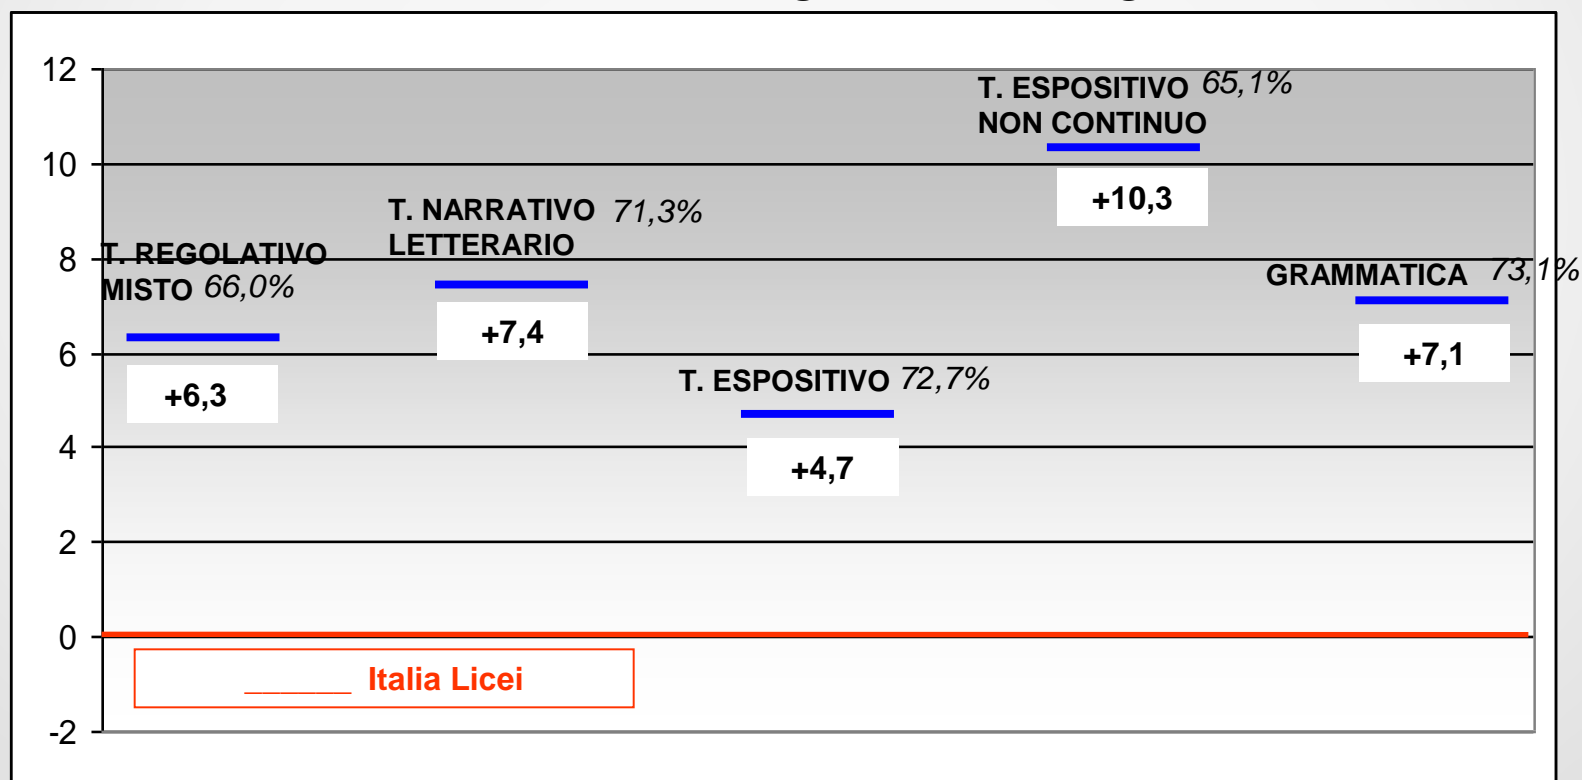 12
10
8
6
4
2
0
-2
T. REGOLATIVO
MISTO 66,0%
+6,3
T. NARRATIVO 71,3%
LETTERARIO
+7,4
T. ESPOSITIVO 72,7%
+4,7
T. ESPOSITIVO 65,1%
NON CONTINUO
+10,3
GRAMMATICA 73,1%
+7,1
______ Italia Licei